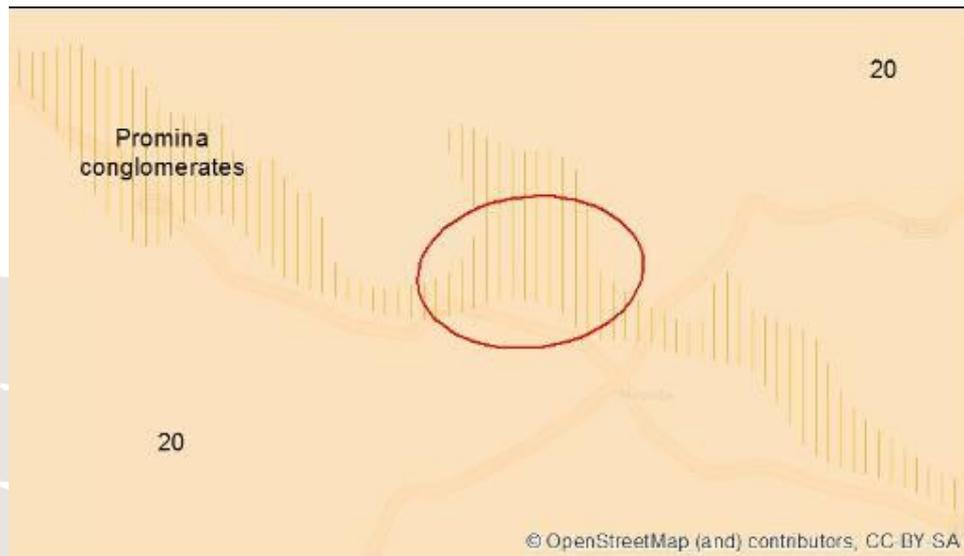 20
Promina
conglomerates
20
© OpenStreetMap (and) contributors, CC-BY-SA